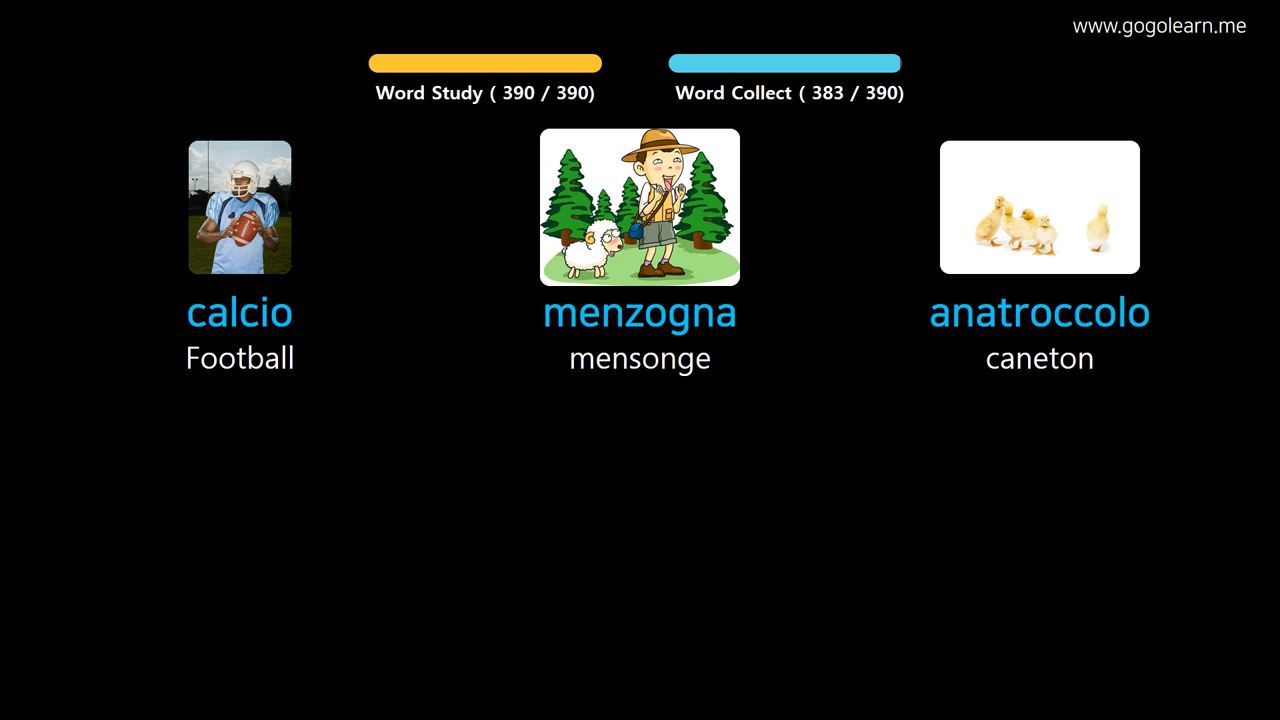 www.gogolearn.me
Word Study ( 390 / 390)
Word Collect ( 383 / 390)
calcio
menzogna
anatroccolo
Football
mensonge
caneton